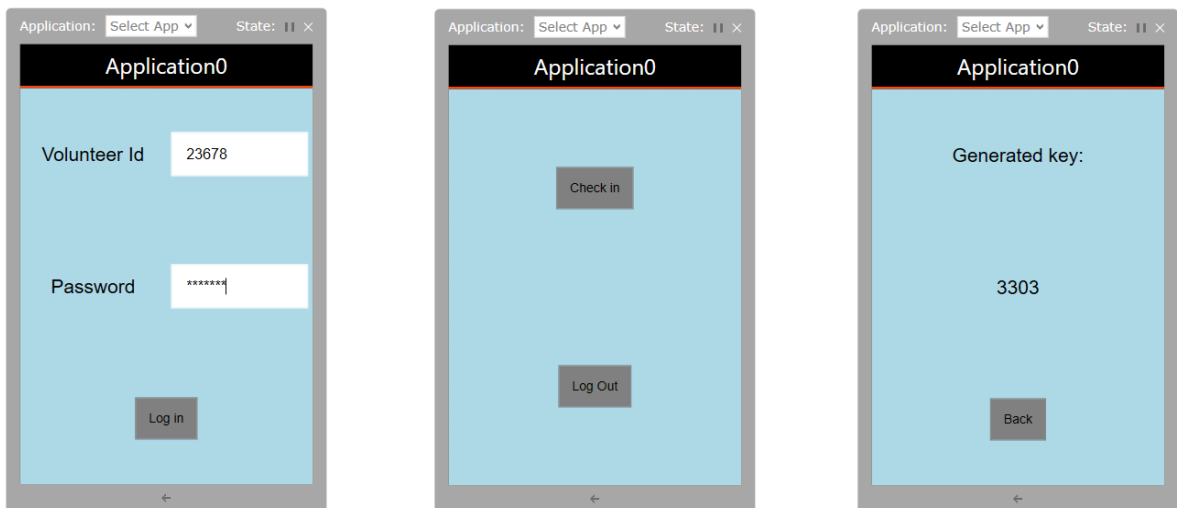 Application: Select App State:
Application0
Volunteer Id 23678
Password *******
Log in
Application: Select App State:
Application0
Check in
Log Out
Application: Select App State:
Application0
Generated key:
3303
Back